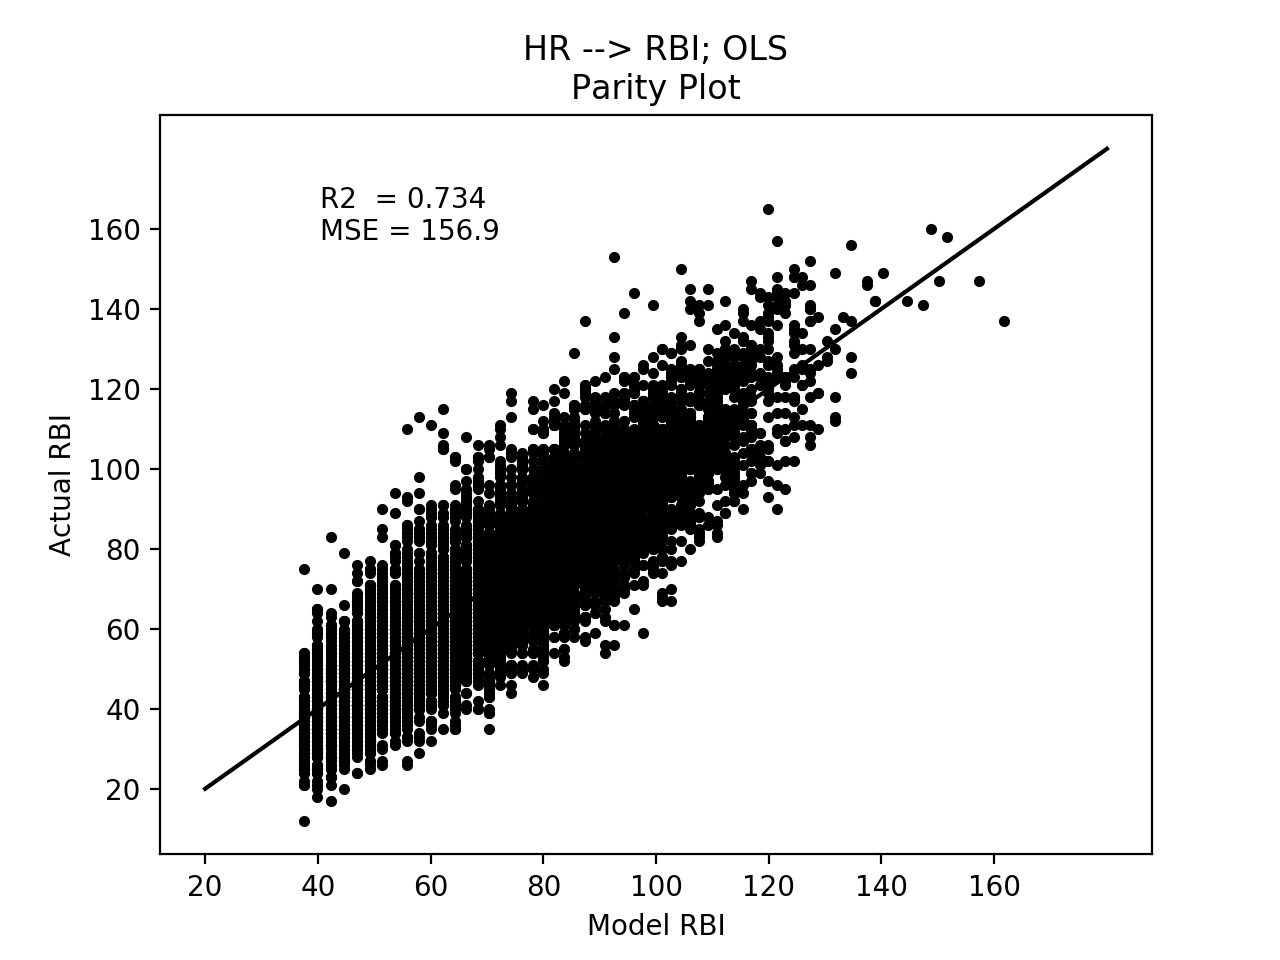 HR --> RBI; OLS
Parity Plot
R2  = 0.734
MSE = 156.9
Actual RBI
160
140
120
100
80
60
40
20
20 40 60 80 100 120 140 160
Model RBI